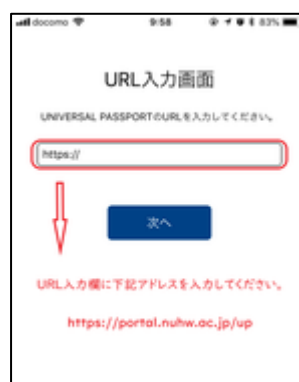 docomo 9:58 83%
URL入力画面
UNIVERSAL PASSPORTのURLを入力してください。
https://
次へ
URL入力欄に下記アドレスを入力してください。
https://portal.nuhw.ac.jp/up